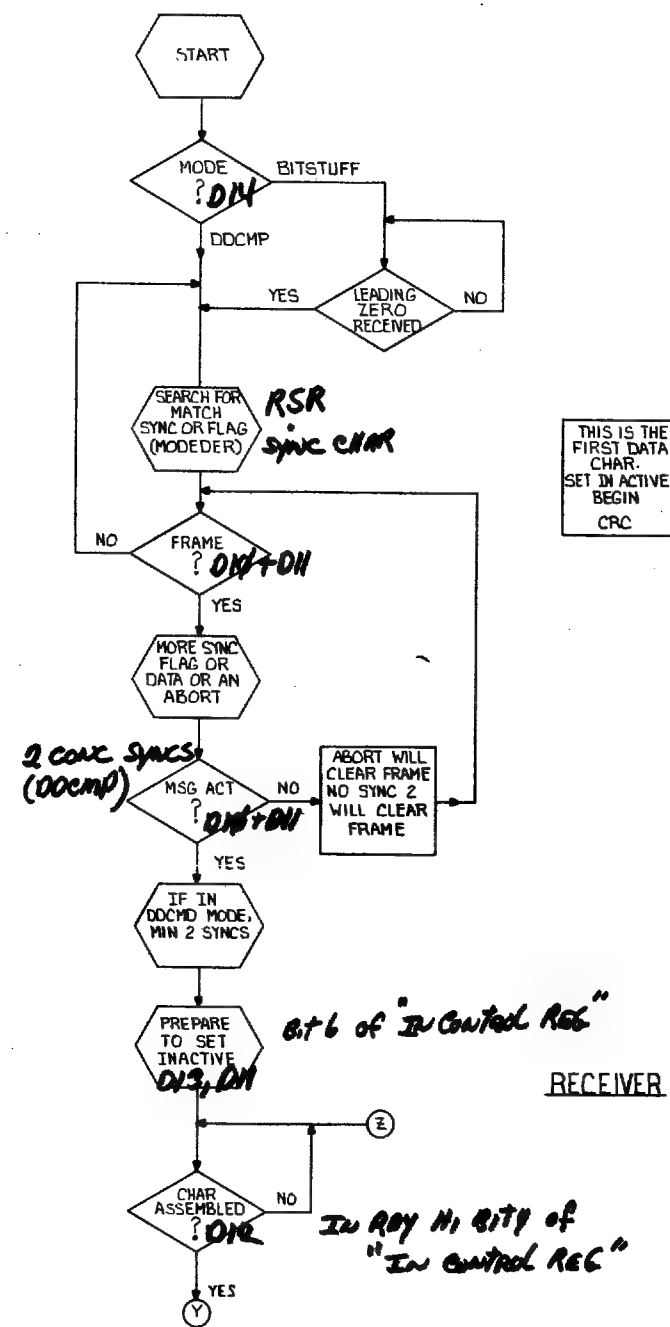 START
MODE
? D14
BITSTUFF
DDCMP
YES
LEADING
ZERO
RECEIVED
NO
SEARCH FOR
MATCH
SYNC OR FLAG
(MODEDER)
RSR
SYNC CHAR
THIS IS THE
FIRST DATA
CHAR.
SET IN ACTIVE
BEGIN
CRC
NO
FRAME
? D10+D11
YES
MORE SYNC
FLAG OR
DATA OR AN
ABORT
2 CONC SYNCS
(DDCMP)
MSG ACT
? D10+D11
NO
ABORT WILL
CLEAR FRAME
NO SYNC 2
WILL CLEAR
FRAME
YES
IF IN
DDCMD MODE,
MIN 2 SYNCS
PREPARE
TO SET
INACTIVE
D13, D11
Bit 6 of "IN CONTROL REG"
RECEIVER
Z
CHAR
ASSEMBLED
? D12
NO
IN RDY H, BIT 4 of
"IN CONTROL REG"
YES
Y